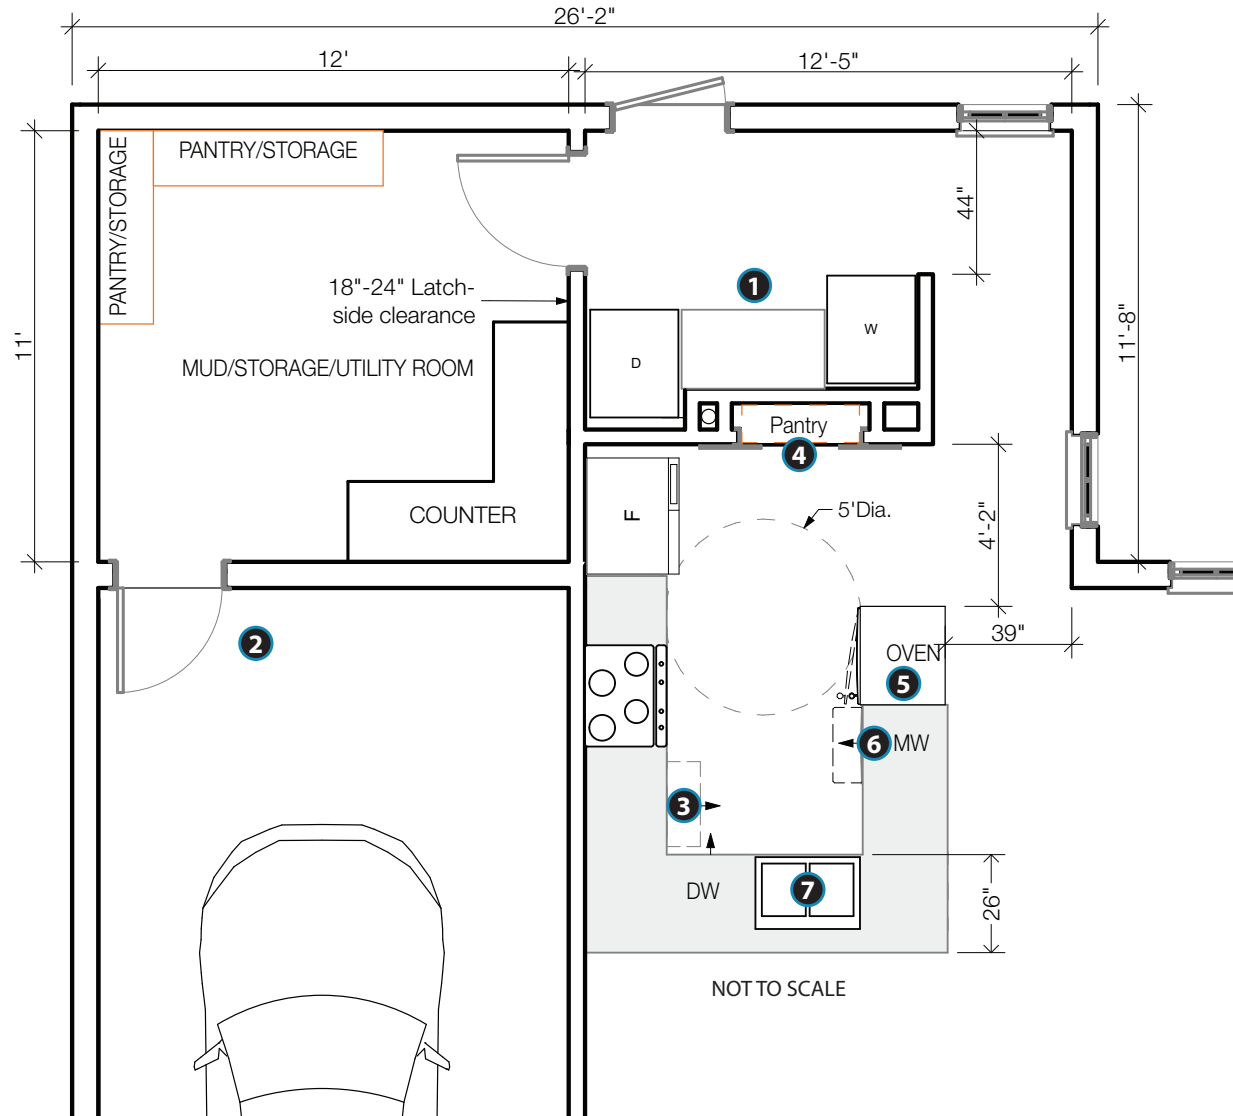 26'-2"
12'
12'-5"
PANTRY/STORAGE
PANTRY/STORAGE
44"
18"-24" Latch-
side clearance
1
11'
11'-8"
W
D
MUD/STORAGE/UTILITY ROOM
Pantry
4
COUNTER
F
5'Dia.
4'-2"
2
39"
OVEN
5
6
MW
3
DW
7
26"
NOT TO SCALE